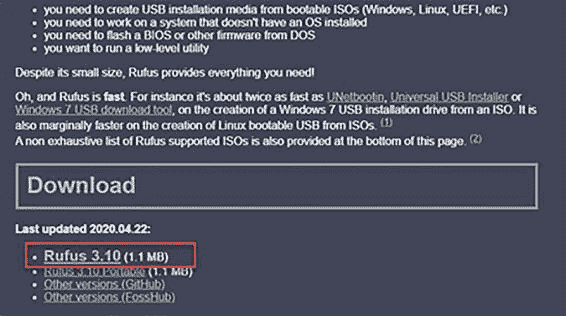 • you need to create USB installation media from bootable ISOs (Windows, Linux, UEFI, etc.)
• you need to work on a system that doesn't have an OS installed
• you need to flash a BIOS or other firmware from DOS
• you want to run a low-level utility
Despite its small size, Rufus provides everything you need!
Oh, and Rufus is fast. For instance it's about twice as fast as UNetbootin, Universal USB Installer or
Windows 7 USB download tool, on the creation of a Windows 7 USB installation drive from an ISO. It is
also marginally faster on the creation of Linux bootable USB from ISOs. (1)
A non exhaustive list of Rufus supported ISOs is also provided at the bottom of this page. (2)
Download
Last updated 2020.04.22:
• Rufus 3.10 (1.1 MB)
• Rufus 3.10 Portable (1.1 MB)
• Other versions (GitHub)
• Other versions (FossHub)